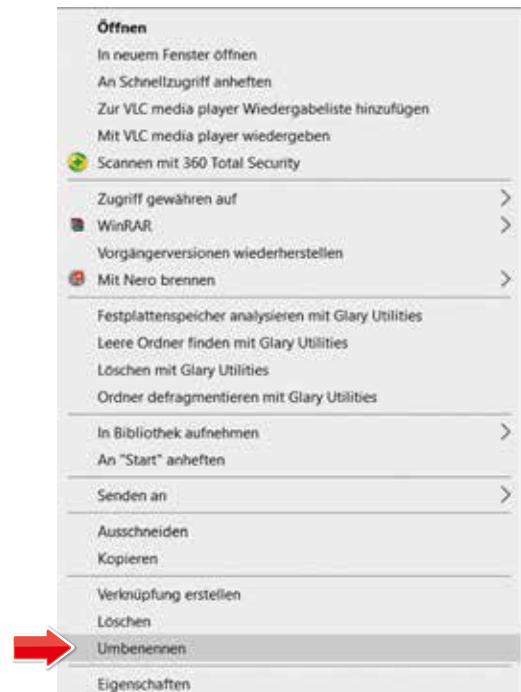 Öffnen
In neuem Fenster öffnen
An Schnellzugriff anheften
Zur VLC media player Wiedergabeliste hinzufügen
Mit VLC media player wiedergeben
Scannen mit 360 Total Security
Zugriff gewähren auf
WinRAR
Vorgängerversionen wiederherstellen
Mit Nero brennen
Festplattenspeicher analysieren mit Glary Utilities
Leere Ordner finden mit Glary Utilities
Löschen mit Glary Utilities
Ordner defragmentieren mit Glary Utilities
In Bibliothek aufnehmen
An "Start" anheften
Senden an
Ausschneiden
Kopieren
Verknüpfung erstellen
Löschen
Umbenennen
Eigenschaften